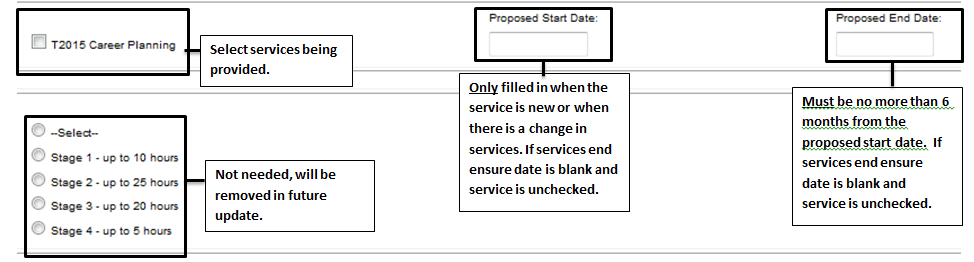 T2015 Career Planning
Select services being
provided.
Proposed Start Date:
Only filled in when the
service is new or when
there is a change in
services. If services end
ensure date is blank and
service is unchecked.
Proposed End Date:
Must be no more than 6
months from the
proposed start date.  If
services end ensure
date is blank and
service is unchecked.
--Select--
Stage 1 - up to 10 hours
Stage 2 - up to 25 hours
Stage 3 - up to 20 hours
Stage 4 - up to 5 hours
Not needed, will be
removed in future
update.